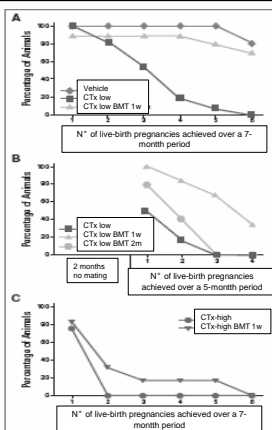 A
Percentage of Animals
100
80
60
40
20
0
Vehicle
CTx low
CTx low BMT 1w
1 2 3 4 5 6
N° of live-birth pregnancies achieved over a 7-
month period
B
Percentage of Animals
100
80
60
40
20
0
CTx low
CTx low BMT 1w
CTx low BMT 2m
1 2 3 4
2 months
no mating
N° of live-birth pregnancies
achieved over a 5-month period
C
Percentage of Animals
100
80
60
40
20
0
CTx-high
CTx-high BMT 1w
1 2 3 4 5 6
N° of live-birth pregnancies achieved over a 7-
month period